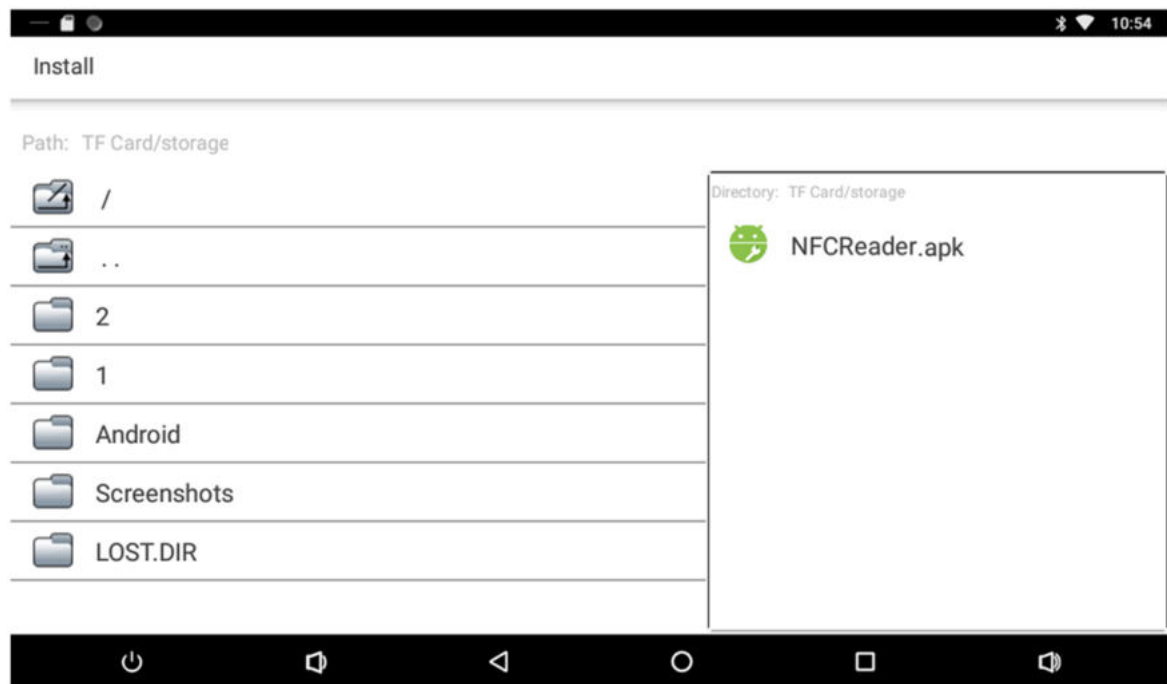 10:54
Install
Path: TF Card/storage
/
. .
2
1
Android
Screenshots
LOST.DIR
Directory: TF Card/storage
NFCReader.apk